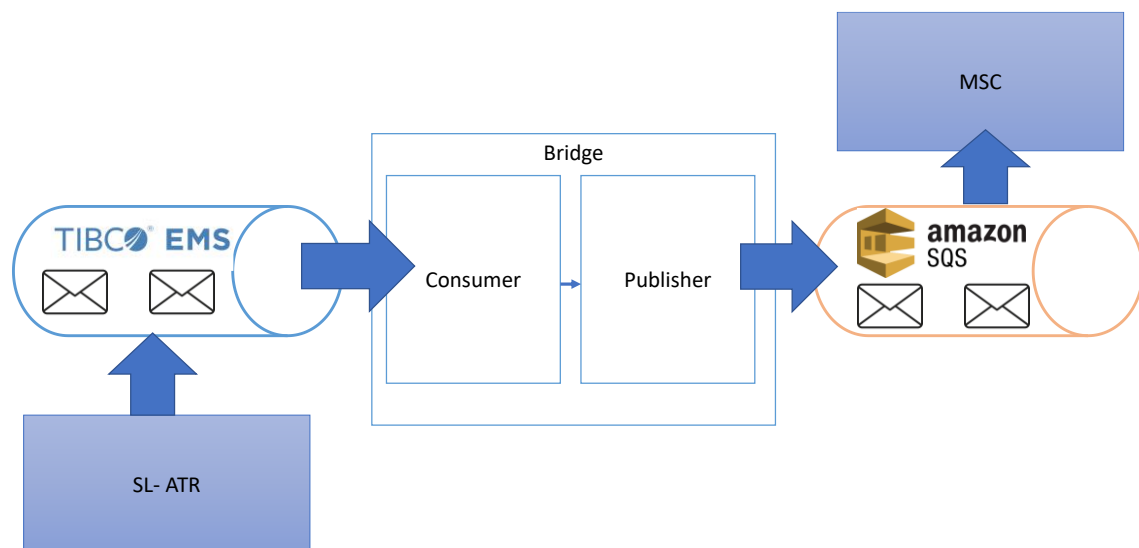 MSC
Bridge
TIBCO® EMS
Consumer
Publisher
amazon
SQS
SL- ATR